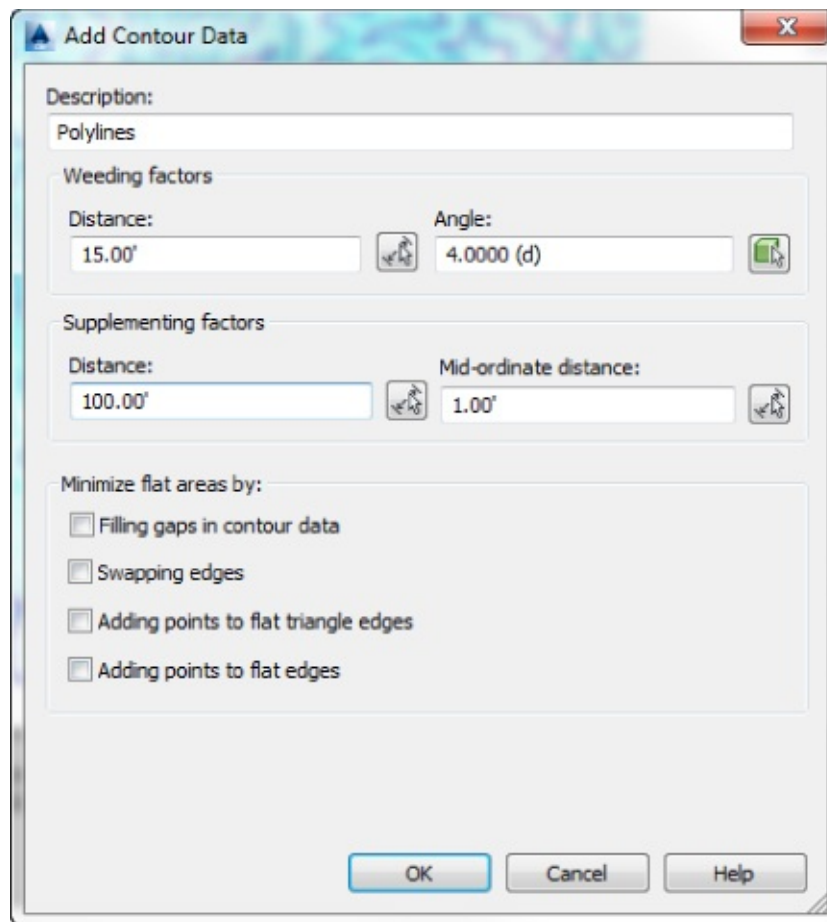 Add Contour Data
Description:
Polylines
Weeding factors
Distance: Angle:
15.00' 4.0000 (d)
Supplementing factors
Distance: Mid-ordinate distance:
100.00' 1.00'
Minimize flat areas by:
Filling gaps in contour data
Swapping edges
Adding points to flat triangle edges
Adding points to flat edges
OK Cancel Help